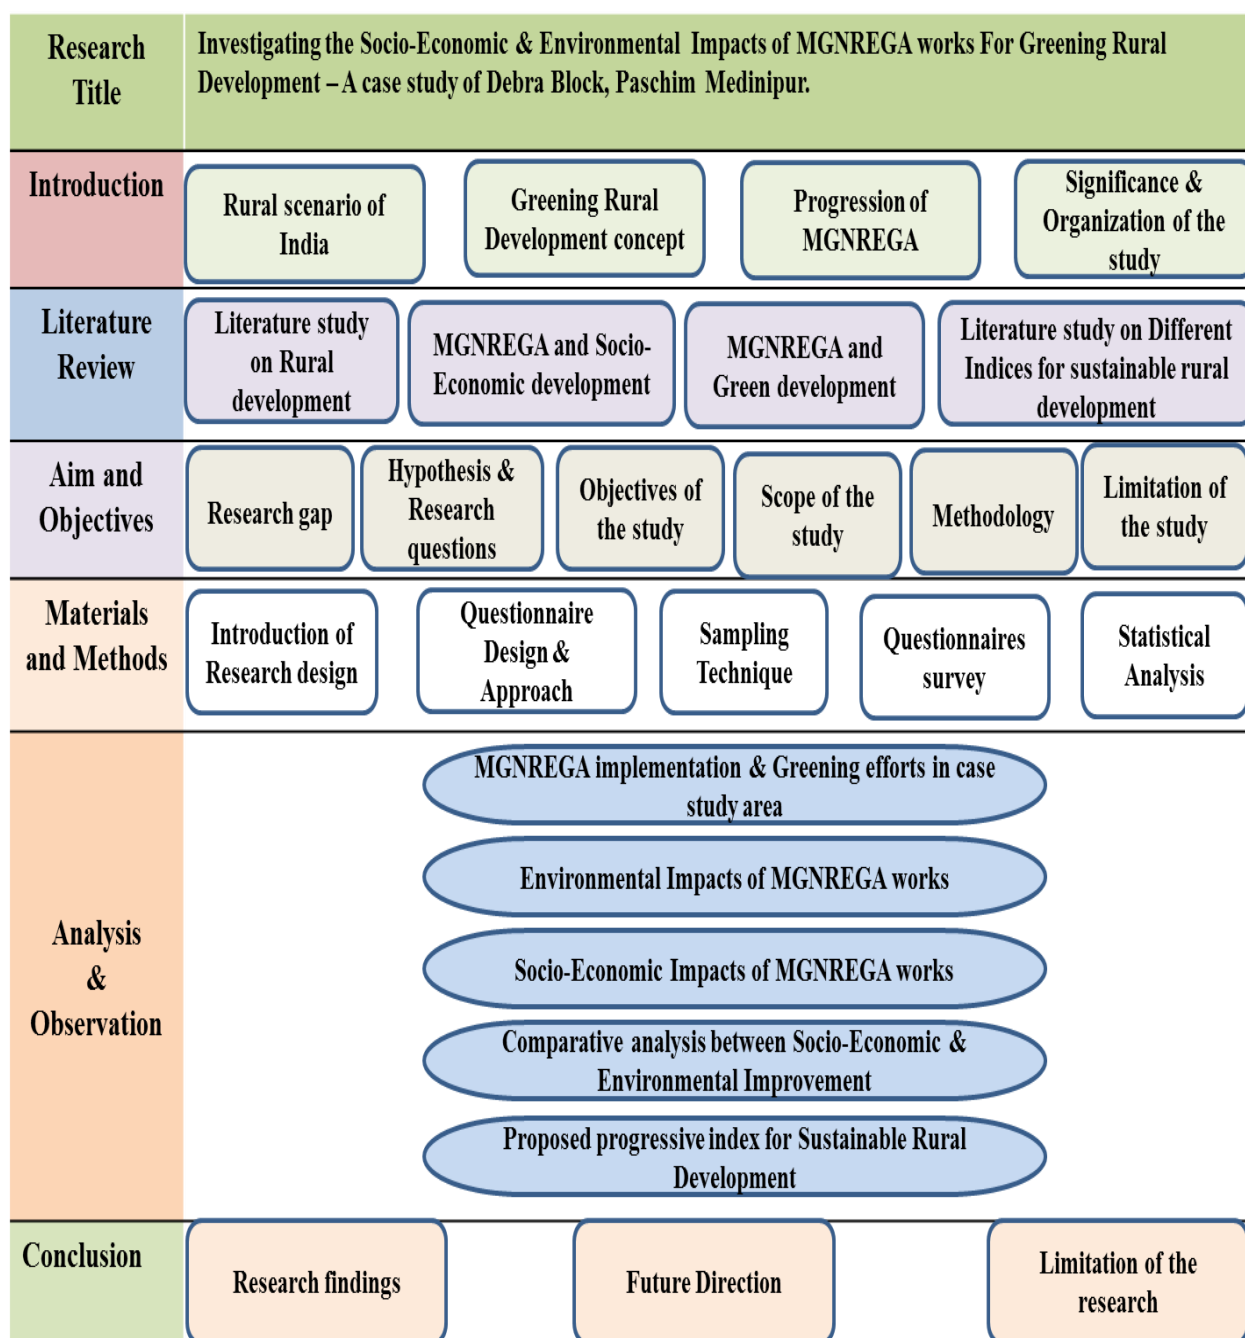 Research
Title
Investigating the Socio-Economic & Environmental Impacts of MGNREGA works For Greening Rural
Development – A case study of Debra Block, Paschim Medinipur.
Introduction
Rural scenario of
India
Greening Rural
Development concept
Progression of
MGNREGA
Significance &
Organization of the
study
Literature
Review
Literature study
on Rural
development
MGNREGA and Socio-
Economic development
MGNREGA and
Green development
Literature study on Different
Indices for sustainable rural
development
Aim and
Objectives
Research gap
Hypothesis &
Research
questions
Objectives of
the study
Scope of the
study
Methodology
Limitation of
the study
Materials
and Methods
Introduction of
Research design
Questionnaire
Design &
Approach
Sampling
Technique
Questionnaires
survey
Statistical
Analysis
Analysis
&
Observation
MGNREGA implementation & Greening efforts in case
study area
Environmental Impacts of MGNREGA works
Socio-Economic Impacts of MGNREGA works
Comparative analysis between Socio-Economic &
Environmental Improvement
Proposed progressive index for Sustainable Rural
Development
Conclusion
Research findings
Future Direction
Limitation of the
research